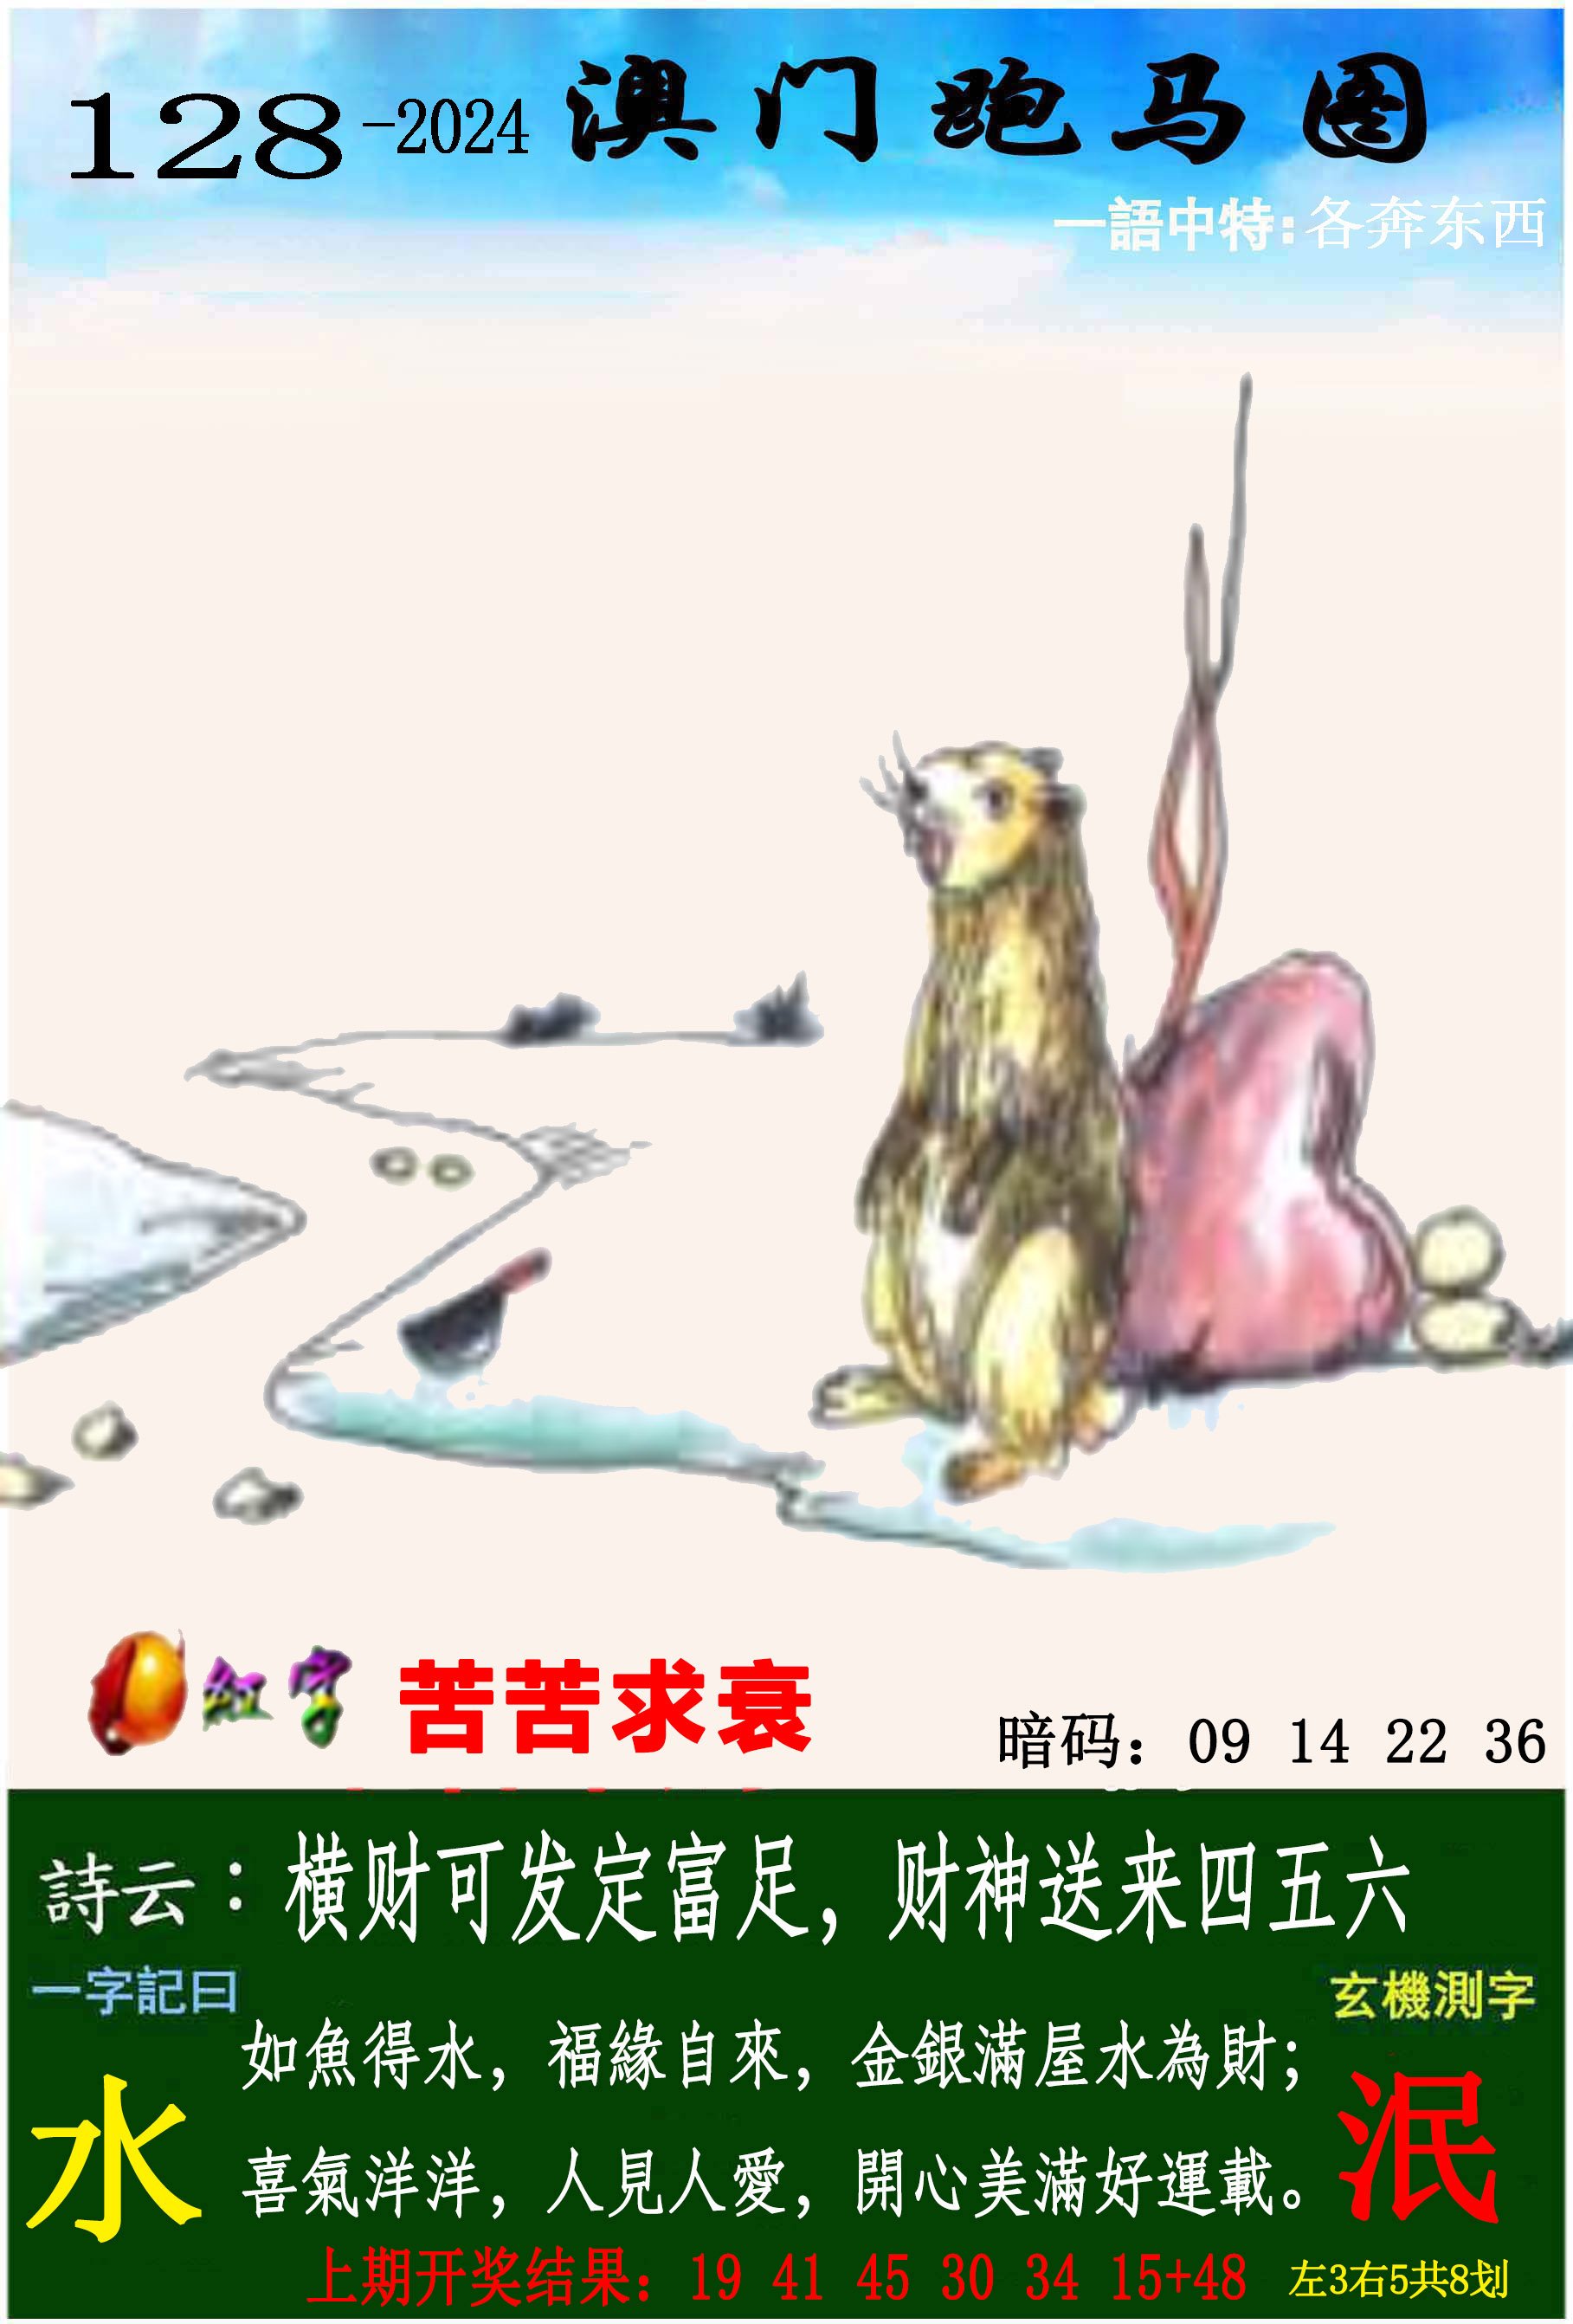 128-2024 澳门跑马图
一語中特:各奔东西
红字 苦苦求衰
暗码：09 14 22 36
詩云：横财可发定富足，财神送来四五六
一字記曰
玄機測字
如魚得水，福緣自來，金銀滿屋水為財；
水
泯
喜氣洋洋，人見人愛，開心美滿好運載。
上期开奖结果：19 41 45 30 34 15+48
左3右5共8划